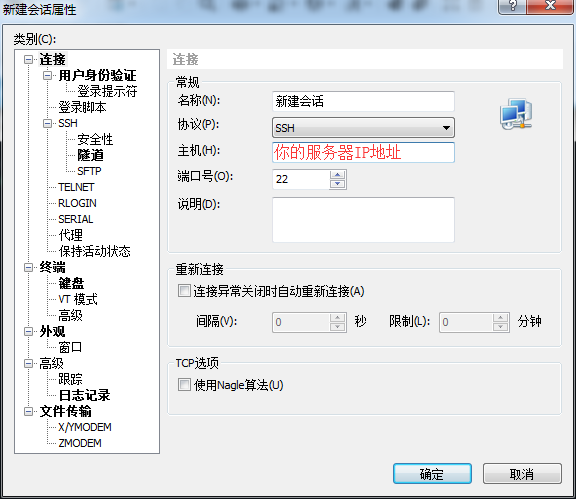 新建会话属性
类别(C):
连接
用户身份验证
登录提示符
登录脚本
SSH
安全性
隧道
SFTP
TELNET
RLOGIN
SERIAL
代理
保持活动状态
终端
键盘
VT 模式
高级
外观
窗口
高级
跟踪
日志记录
文件传输
X/YMODEM
ZMODEM
连接
常规
名称(N): 新建会话
协议(P): SSH
主机(H): 你的服务器IP地址
端口号(O): 22
说明(D):
重新连接
连接异常关闭时自动重新连接(A)
间隔(V): 0 秒 限制(L): 0 分钟
TCP选项
使用Nagle算法(U)
确定 取消